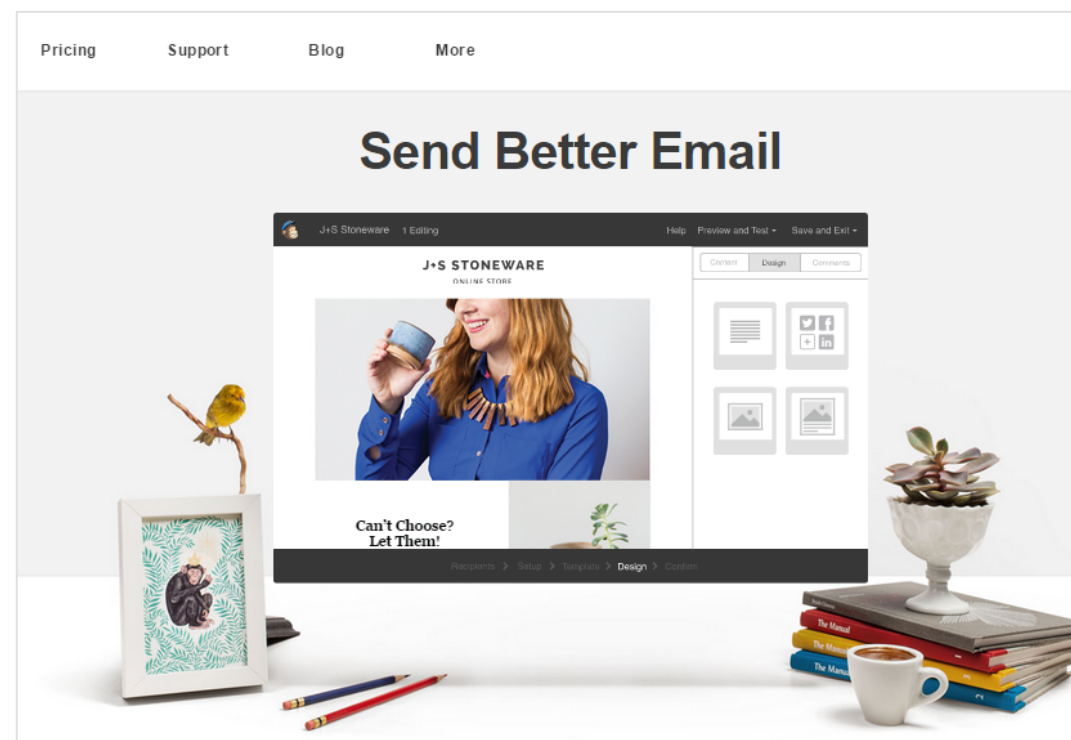 Pricing Support Blog More
Send Better Email
J+S Stoneware 1 Editing Help Preview and Test Save and Exit
Content Design Comments
J+S STONEWARE
ONLINE STORE
Can't Choose?
Let Them!
Recipients > Setup > Template > Design > Confirm
The Manual
The Manual
The Manual